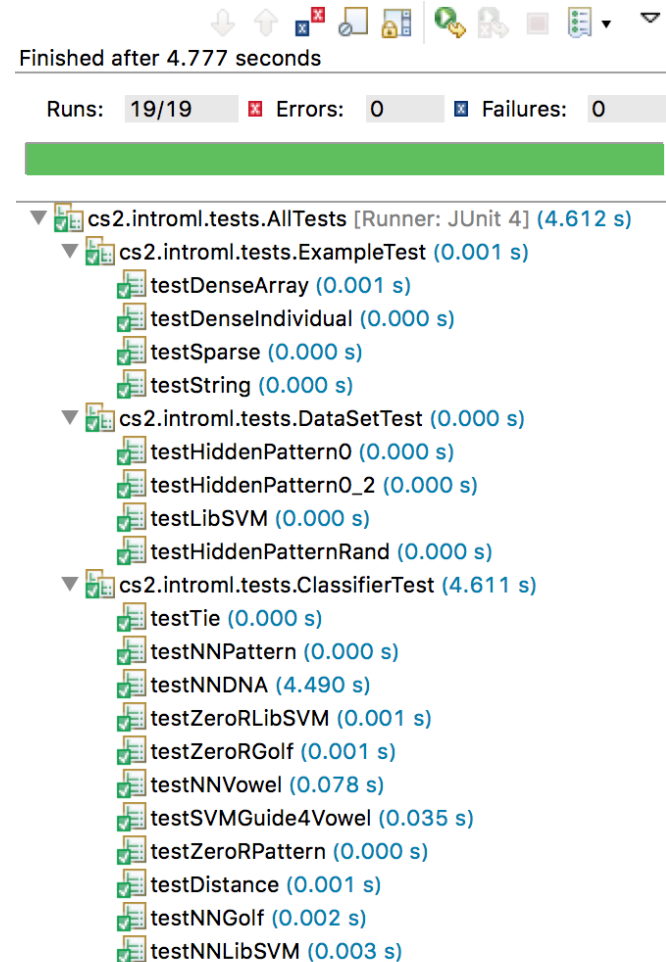 Finished after 4.777 seconds
Runs: 19/19 Errors: 0 Failures: 0
cs2.introml.tests.AllTests [Runner: JUnit 4] (4.612 s)
cs2.introml.tests.ExampleTest (0.001 s)
testDenseArray (0.001 s)
testDenseIndividual (0.000 s)
testSparse (0.000 s)
testString (0.000 s)
cs2.introml.tests.DataSetTest (0.000 s)
testHiddenPattern0 (0.000 s)
testHiddenPattern0_2 (0.000 s)
testLibSVM (0.000 s)
testHiddenPatternRand (0.000 s)
cs2.introml.tests.ClassifierTest (4.611 s)
testTie (0.000 s)
testNNPattern (0.000 s)
testNNDNA (4.490 s)
testZeroRLibSVM (0.001 s)
testZeroRGolf (0.001 s)
testNNVowel (0.078 s)
testSVMGuide4Vowel (0.035 s)
testZeroRPattern (0.000 s)
testDistance (0.001 s)
testNNGolf (0.002 s)
testNNLibSVM (0.003 s)